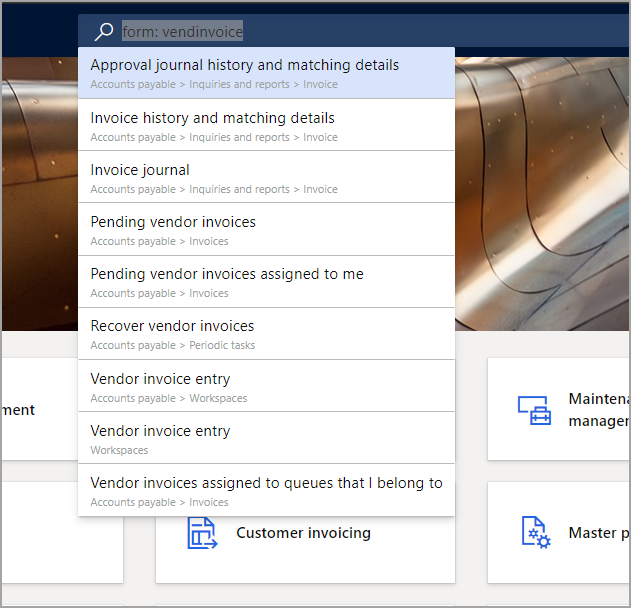 form: vendinvoice
Approval journal history and matching details
Accounts payable > Inquiries and reports > Invoice
Invoice history and matching details
Accounts payable > Inquiries and reports > Invoice
Invoice journal
Accounts payable > Inquiries and reports > Invoice
Pending vendor invoices
Accounts payable > Invoices
Pending vendor invoices assigned to me
Accounts payable > Invoices
Recover vendor invoices
Accounts payable > Periodic tasks
Vendor invoice entry
Accounts payable > Workspaces
Vendor invoice entry
Workspaces
Vendor invoices assigned to queues that I belong to
Accounts payable > Invoices
ment
Maintena
manager
Customer invoicing
Master p